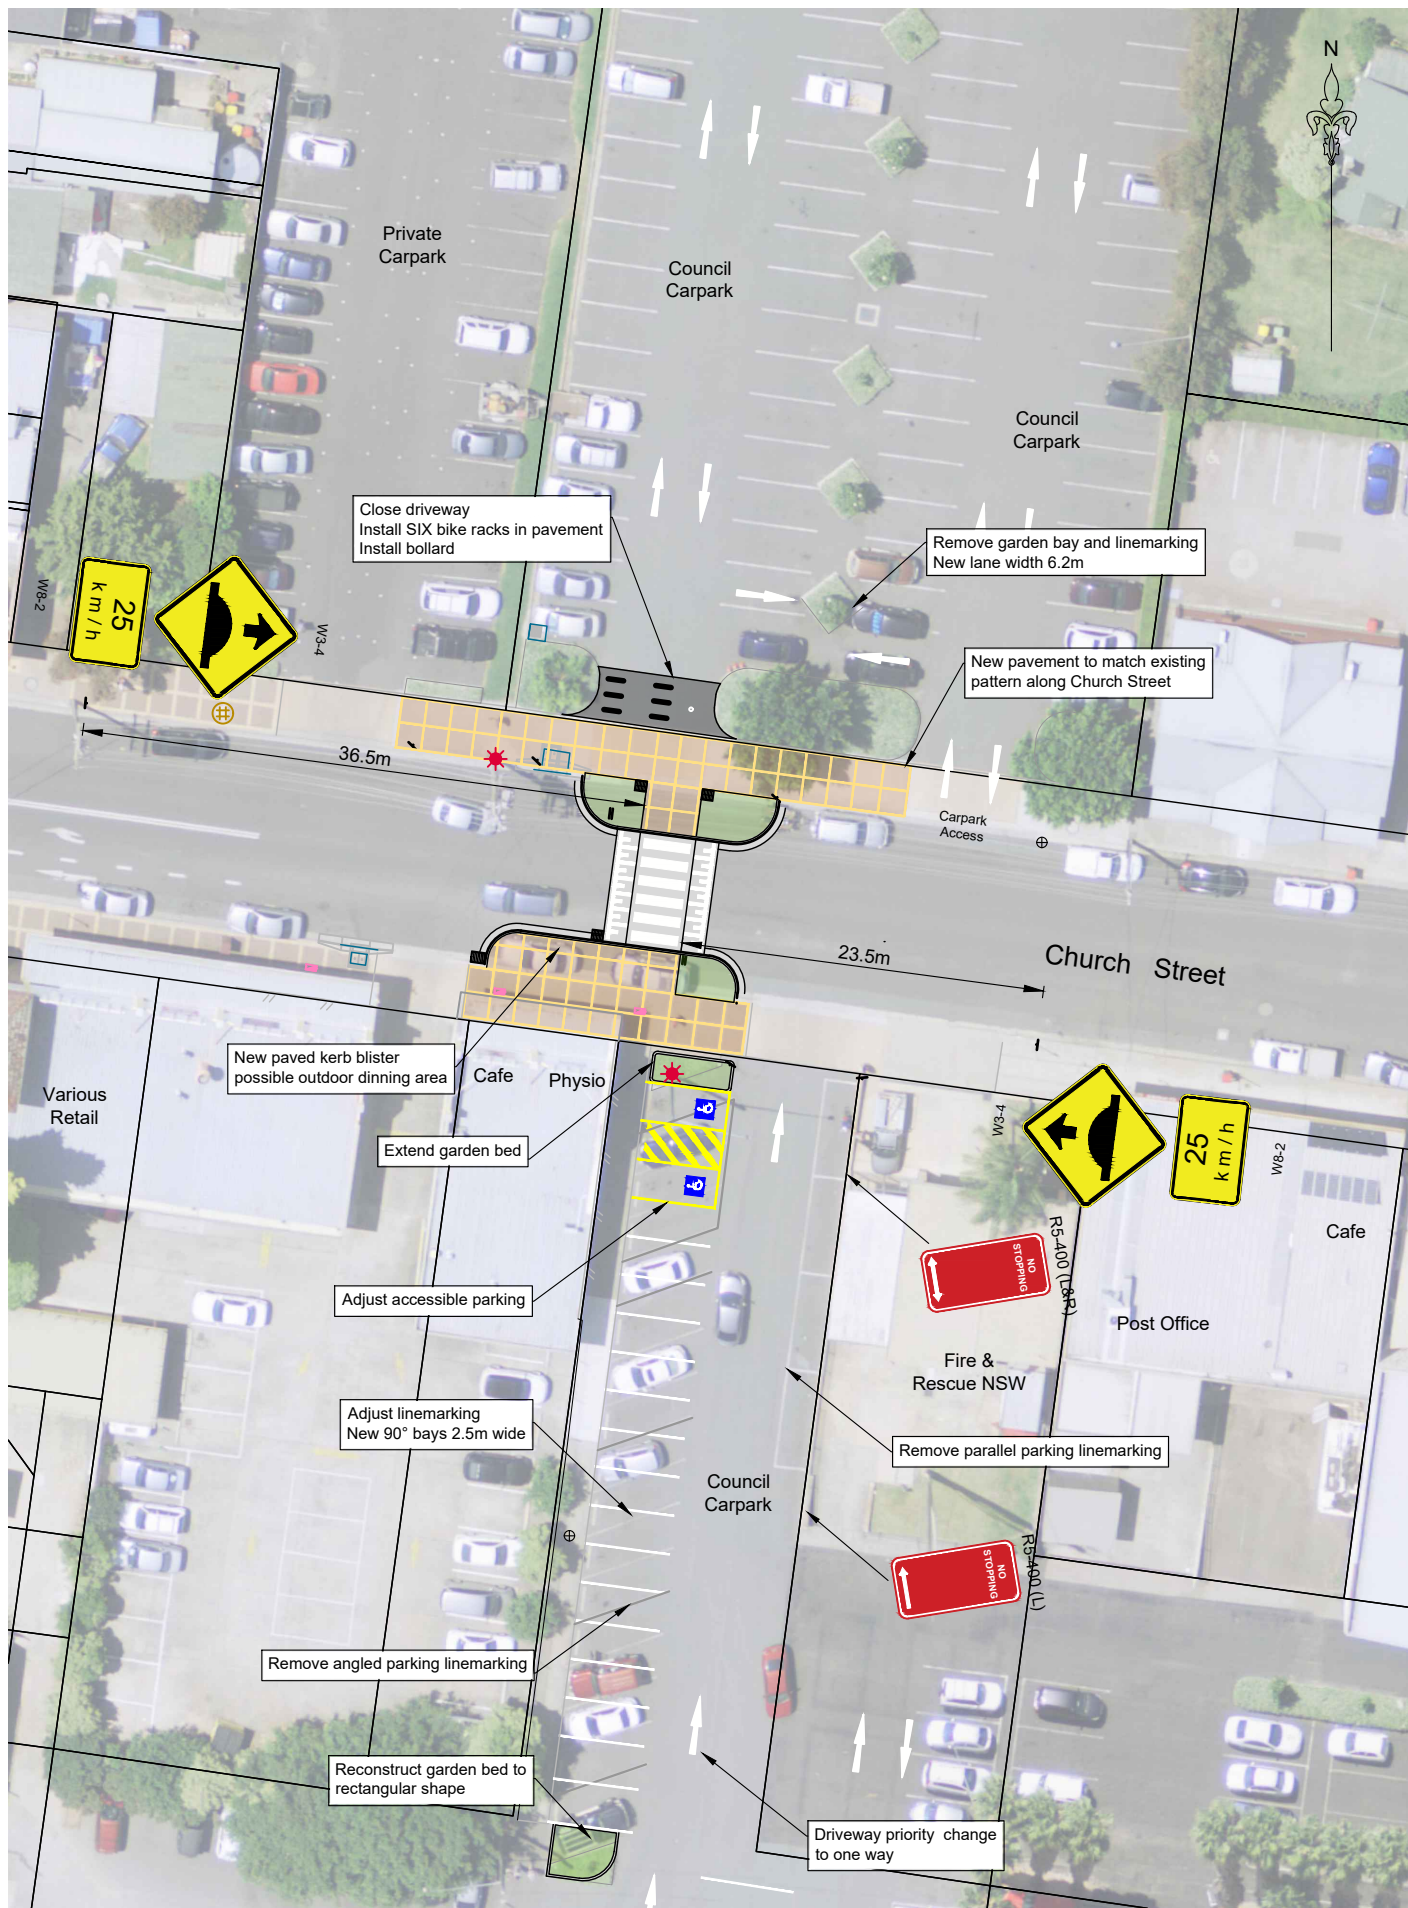 N
Private
Carpark
Council
Carpark
Council
Carpark
Close driveway
Install SIX bike racks in pavement
Install bollard
Remove garden bay and linemarking
New lane width 6.2m
W8-2
25
km/h
W3-4
New pavement to match existing
pattern along Church Street
36.5m
Carpark
Access
23.5m
Church Street
New paved kerb blister
possible outdoor dinning area
Cafe
Physio
Various
Retail
Extend garden bed
W3-4
25
km/h
W8-2
Adjust accessible parking
NO
STOPPING
R5-400 (L&R)
Cafe
Post Office
Fire &
Rescue NSW
Adjust linemarking
New 90° bays 2.5m wide
Remove parallel parking linemarking
Council
Carpark
NO
STOPPING
R5-400 (L)
Remove angled parking linemarking
Reconstruct garden bed to
rectangular shape
Driveway priority change
to one way